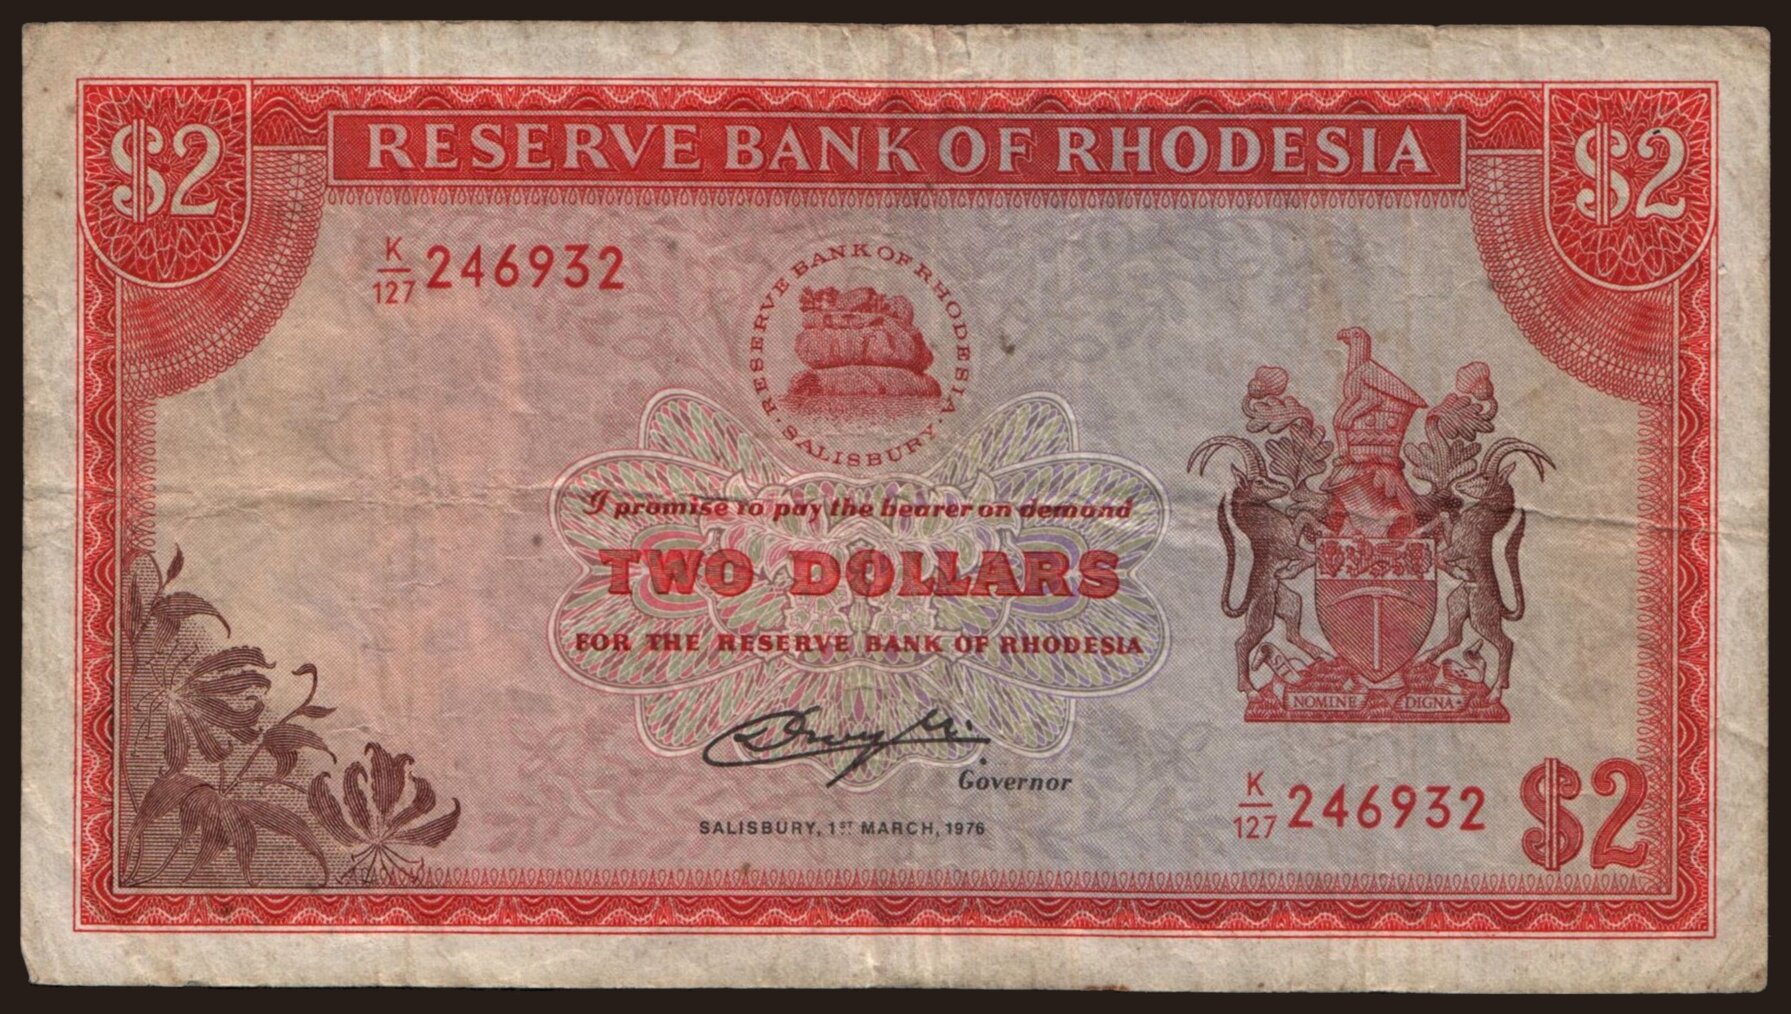 $2
RESERVE BANK OF RHODESIA
$2
K/127 246932
RESERVE BANK OF RHODESIA
· SALISBURY ·
I promise to pay the bearer on demand
TWO DOLLARS
FOR THE RESERVE BANK OF RHODESIA
SIT NOMINE DIGNA
Governor
SALISBURY, 1ST MARCH, 1976
K/127 246932
$2